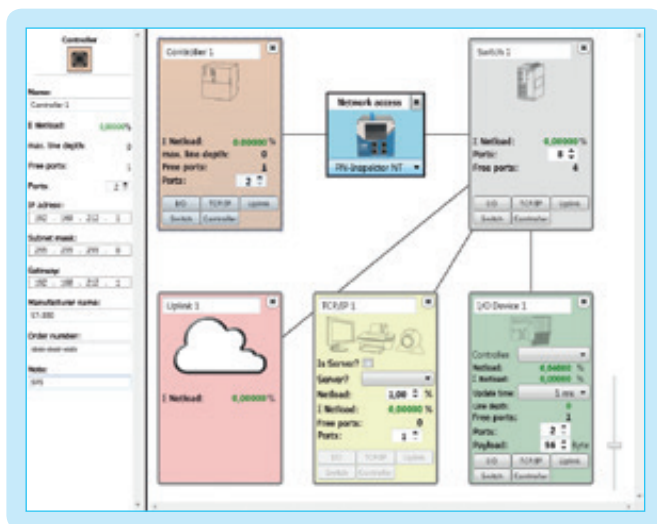 Controller
Name:
Controller 1
Σ Netload: 0,00000%
max. line depth: 0
Free ports: 1
Ports: 2
IP adress:
192 . 168 . 212 . 1
Subnet mask:
255 . 255 . 255 . 0
Gateway:
192 . 168 . 212 . 1
Manufacturer name:
Order number:
Note:
Controller 1
Σ Netload: 0.00000 %
max. line depth: 0
Free ports: 1
Ports: 2
I/O TCP/IP Uplink
Switch Controller
Network access
PN-Inspektor NT
Switch 1
Σ Netload: 0,00000 %
Ports: 8
Free ports: 4
I/O TCP/IP Uplink
Switch Controller
Uplink 1
Σ Netload: 0,00000 %
TCP/IP 1
Is Server?
Server?
Netload: 1,00 %
Σ Netload: 0,00000 %
Free ports: 0
Ports: 1
I/O TCP/IP Uplink
Switch Controller
I/O Device 1
Controller
Netload: %
Σ Netload: 0,00000 %
Update time: 1 ms
Line depth: 0
Free ports: 1
Ports: 2
Payload: 56 Byte
I/O TCP/IP Uplink
Switch Controller